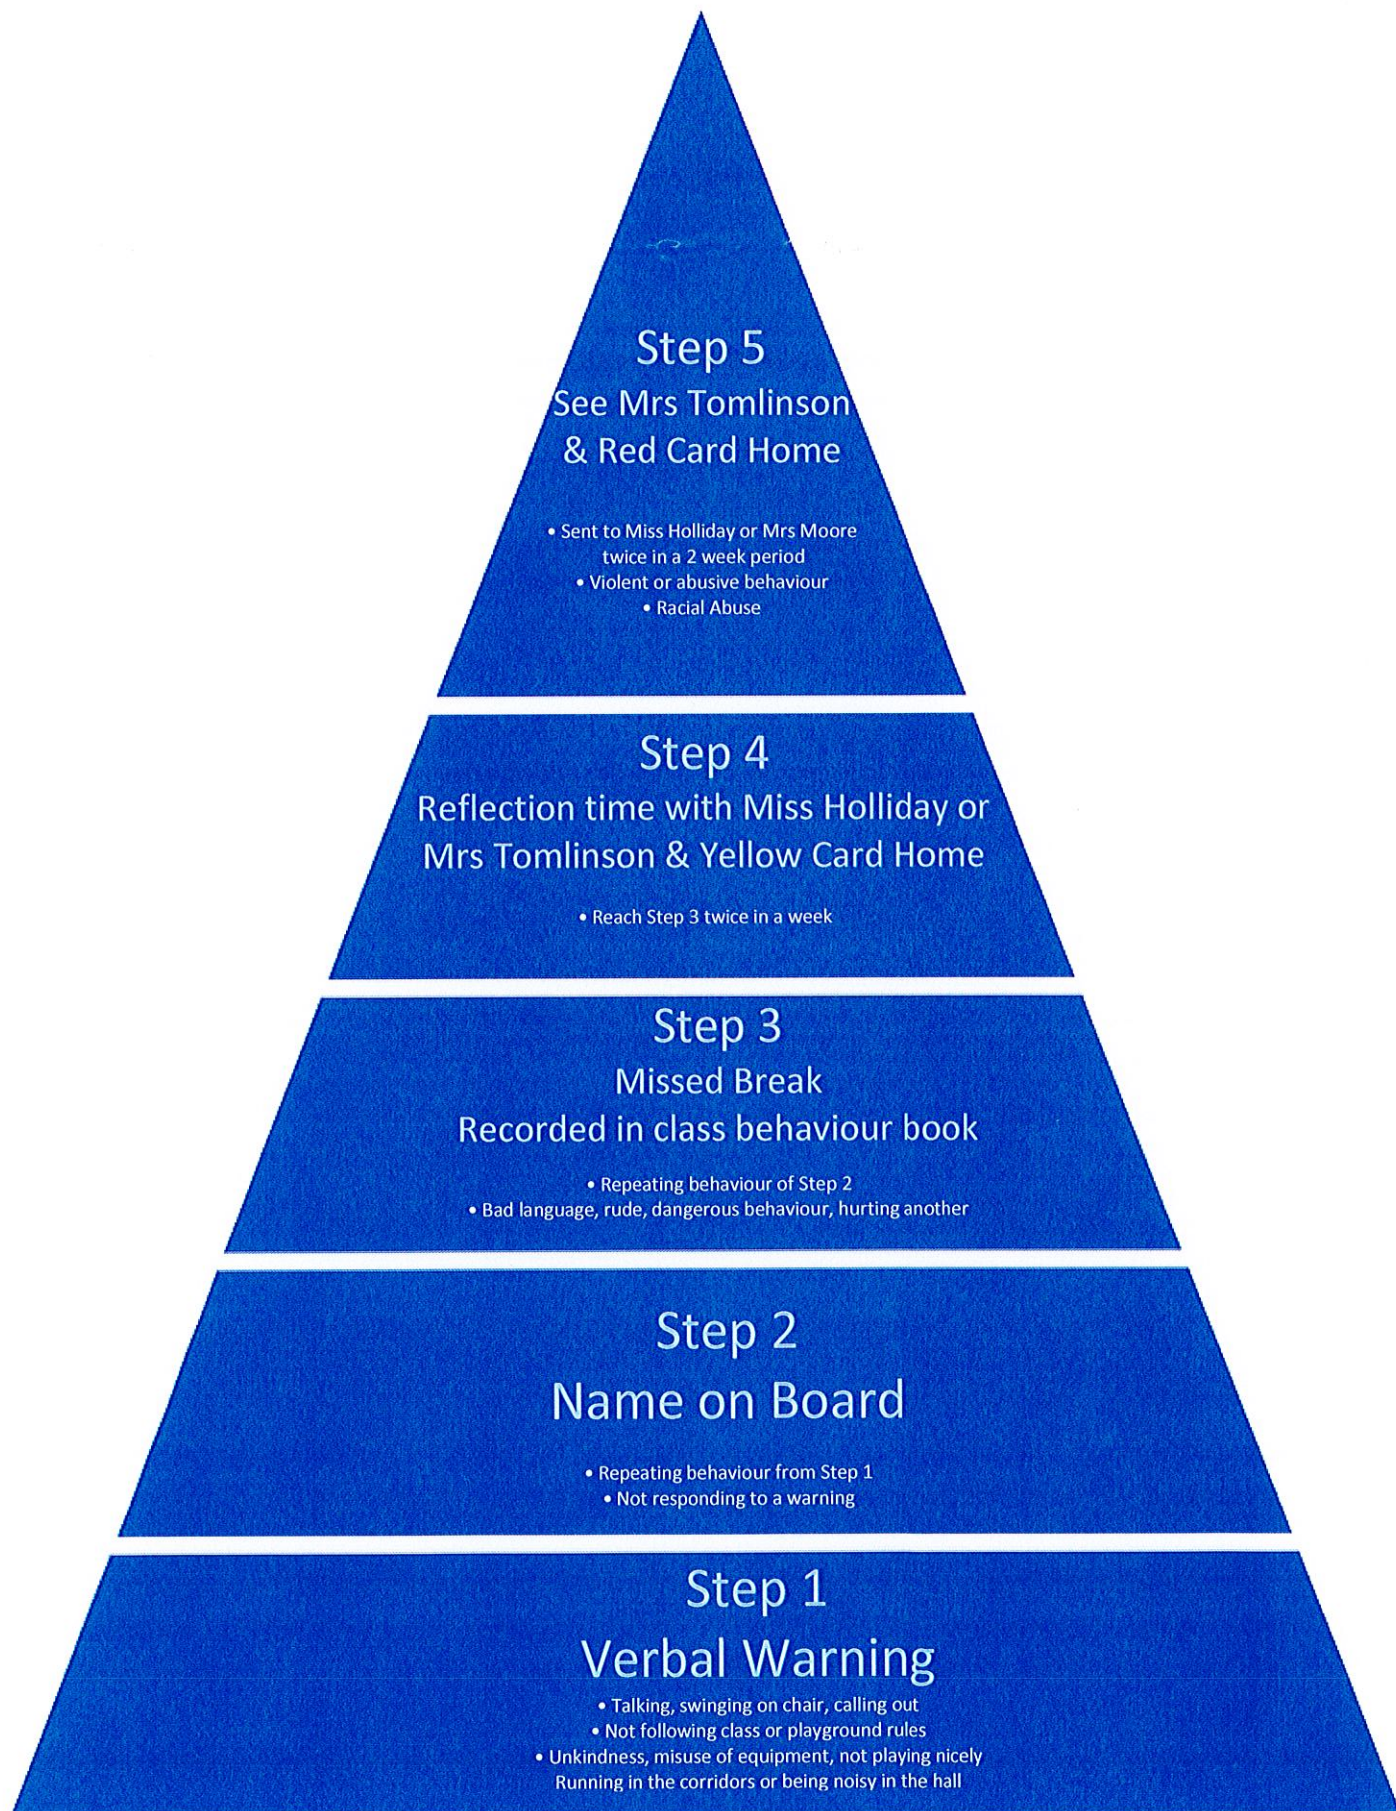 Step 5
See Mrs Tomlinson
& Red Card Home
• Sent to Miss Holliday or Mrs Moore
twice in a 2 week period
• Violent or abusive behaviour
• Racial Abuse
Step 4
Reflection time with Miss Holliday or
Mrs Tomlinson & Yellow Card Home
• Reach Step 3 twice in a week
Step 3
Missed Break
Recorded in class behaviour book
• Repeating behaviour of Step 2
• Bad language, rude, dangerous behaviour, hurting another
Step 2
Name on Board
• Repeating behaviour from Step 1
• Not responding to a warning
Step 1
Verbal Warning
• Talking, swinging on chair, calling out
• Not following class or playground rules
• Unkindness, misuse of equipment, not playing nicely
Running in the corridors or being noisy in the hall